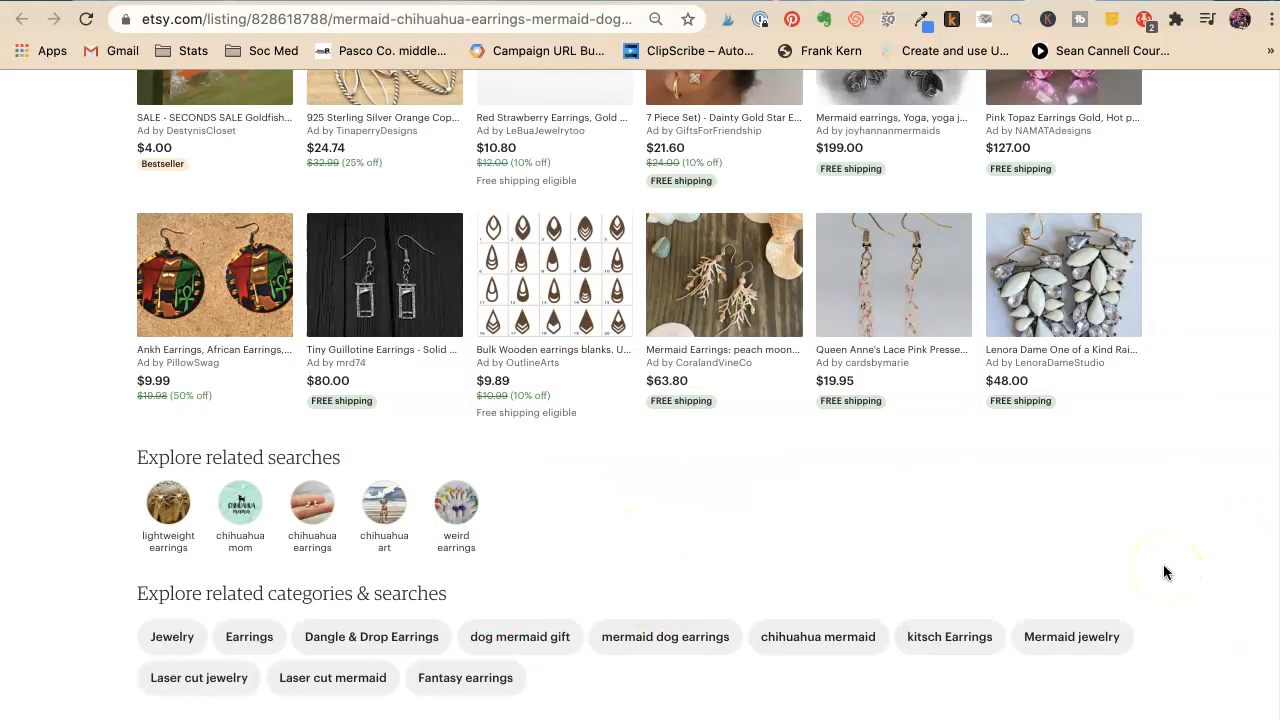 etsy.com/listing/828618788/mermaid-chihuahua-earrings-mermaid-dog...
2
Apps Gmail Stats Soc Med Pasco Co. middle... Campaign URL Bu... ClipScribe – Auto... Frank Kern Create and use U... Sean Cannell Cour... »
SALE - SECONDS SALE Goldfish... 925 Sterling Silver Orange Cop... Red Strawberry Earrings, Gold ... 7 Piece Set) - Dainty Gold Star E... Mermaid earrings, Yoga, yoga j... Pink Topaz Earrings Gold, Hot p...
Ad by DestynisCloset Ad by TinaperryDesigns Ad by LeBuaJewelrytoo Ad by GiftsForFriendship Ad by joyhannanmermaids Ad by NAMATAdesigns
$4.00 $24.74 $10.80 $21.60 $199.00 $127.00
Bestseller $32.99 (25% off) $12.00 (10% off) $24.00 (10% off) FREE shipping FREE shipping
Free shipping eligible FREE shipping
Ankh Earrings, African Earrings,... Tiny Guillotine Earrings - Solid ... Bulk Wooden earrings blanks. U... Mermaid Earrings: peach moon... Queen Anne's Lace Pink Presse... Lenora Dame One of a Kind Rai...
Ad by PillowSwag Ad by mrd74 Ad by OutlineArts Ad by CoralandVineCo Ad by cardsbymarie Ad by LenoraDameStudio
$9.99 $80.00 $9.89 $63.80 $19.95 $48.00
$19.98 (50% off) FREE shipping $10.99 (10% off) FREE shipping FREE shipping FREE shipping
Free shipping eligible
Explore related searches
CHIHUAHUA
lightweight chihuahua chihuahua chihuahua weird
earrings mom earrings art earrings
Explore related categories & searches
Jewelry Earrings Dangle & Drop Earrings dog mermaid gift mermaid dog earrings chihuahua mermaid kitsch Earrings Mermaid jewelry
Laser cut jewelry Laser cut mermaid Fantasy earrings